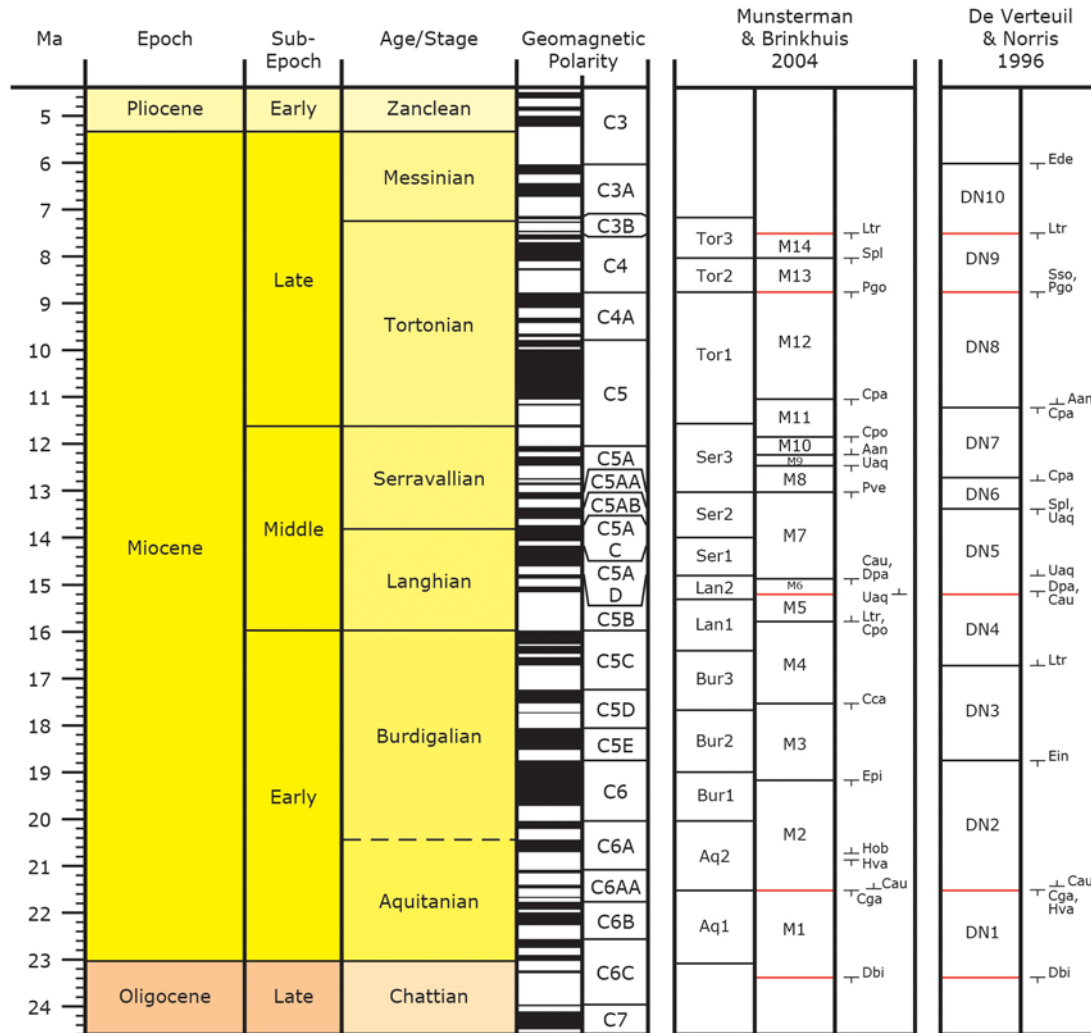 Ma
Epoch
Sub-
Epoch
Age/Stage
Geomagnetic
Polarity
Munsterman
& Brinkhuis
2004
De Verteuil
& Norris
1996
5
6
7
8
9
10
11
12
13
14
15
16
17
18
19
20
21
22
23
24
Pliocene
Miocene
Oligocene
Early
Late
Middle
Early
Late
Zanclean
Messinian
Tortonian
Serravallian
Langhian
Burdigalian
Aquitanian
Chattian
C3
C3A
C3B
C4
C4A
C5
C5A
C5AA
C5AB
C5A
C
C5A
D
C5B
C5C
C5D
C5E
C6
C6A
C6AA
C6B
C6C
C7
Tor3
Tor2
Tor1
Ser3
Ser2
Ser1
Lan2
Lan1
Bur3
Bur2
Bur1
Aq2
Aq1
M14
M13
M12
M11
M10
M9
M8
M7
M6
M5
M4
M3
M2
M1
Ltr
Spl
Pgo
Cpa
Cpo
Aan
Uaq
Pve
Cau,
Dpa
Uaq
Ltr,
Cpo
Cca
Epi
Hob
Hva
Cau
Cga
Dbi
DN10
DN9
DN8
DN7
DN6
DN5
DN4
DN3
DN2
DN1
Ede
Ltr
Sso,
Pgo
Aan
Cpa
Cpa
Spl,
Uaq
Uaq
Dpa,
Cau
Ltr
Ein
Cau
Cga,
Hva
Dbi